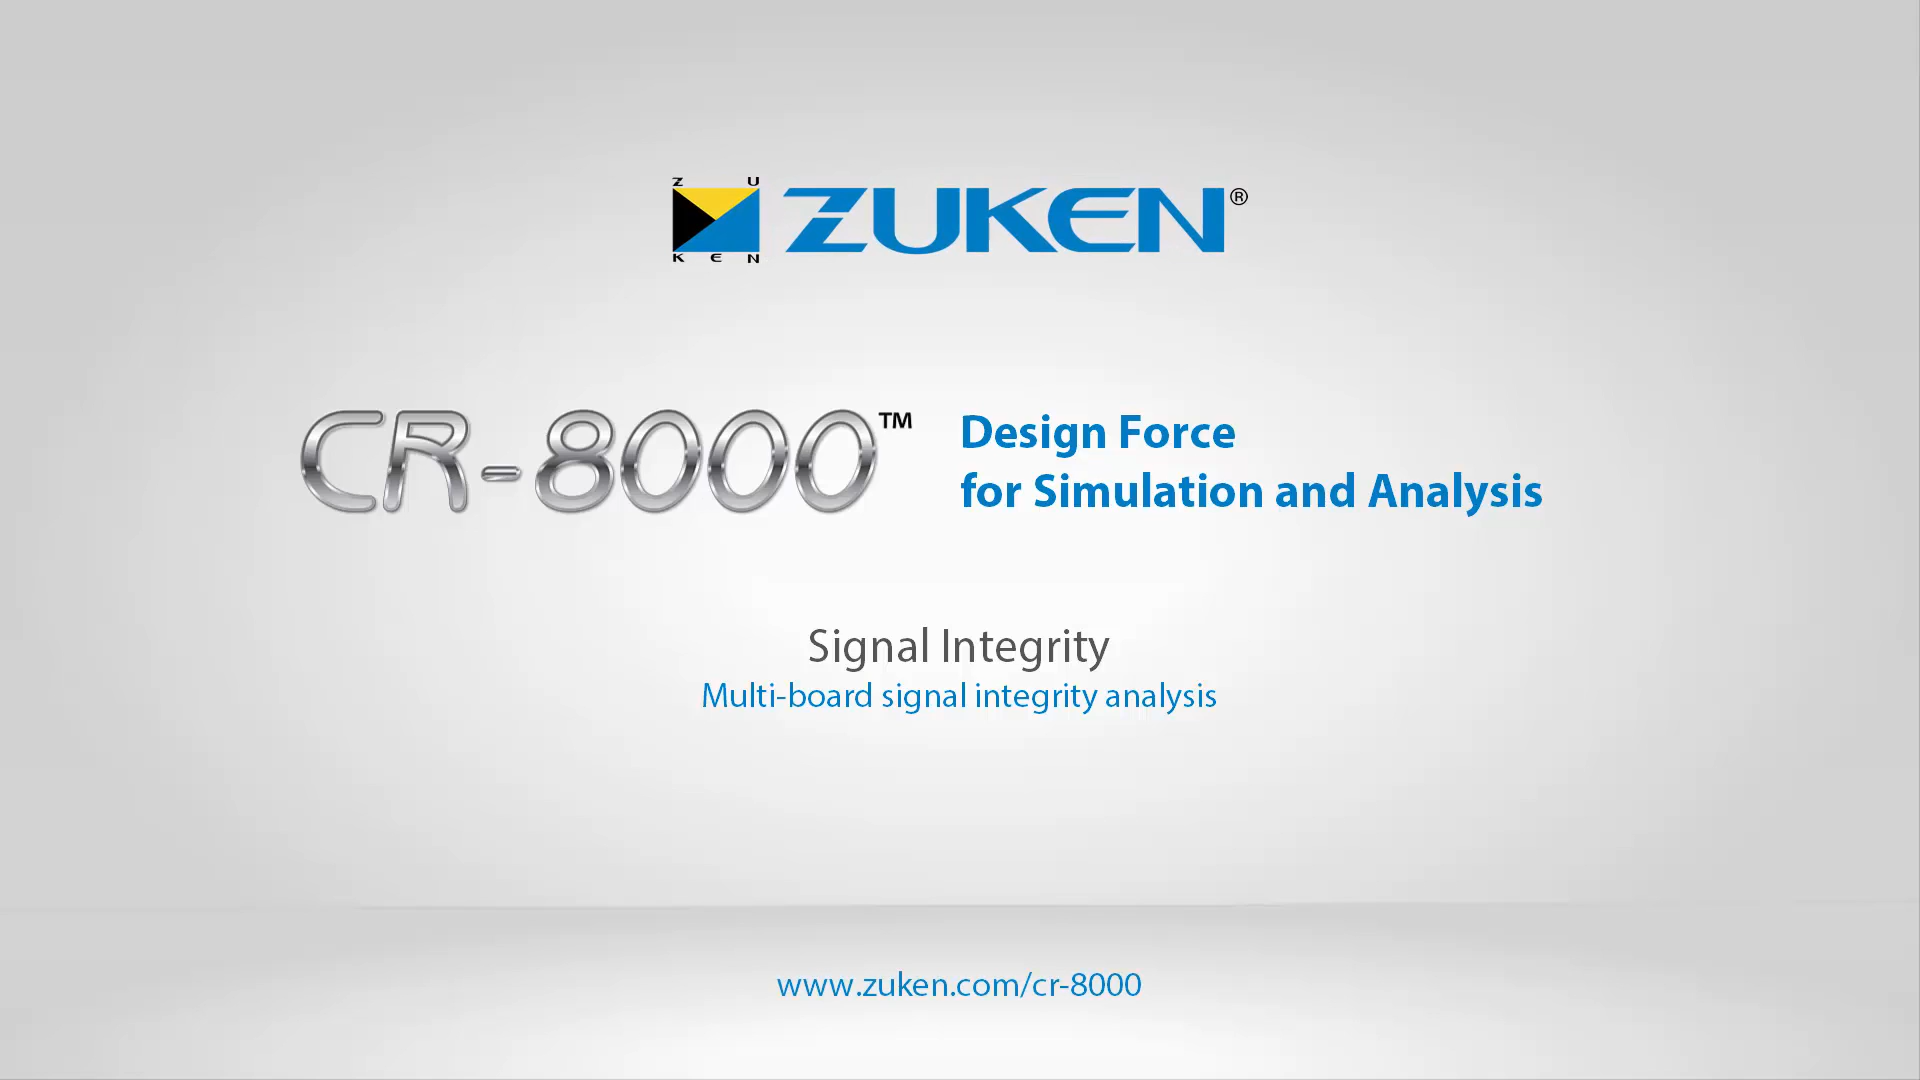 Z U
K E N
ZUKEN®
CR-8000™
Design Force
for Simulation and Analysis
Signal Integrity
Multi-board signal integrity analysis
www.zuken.com/cr-8000